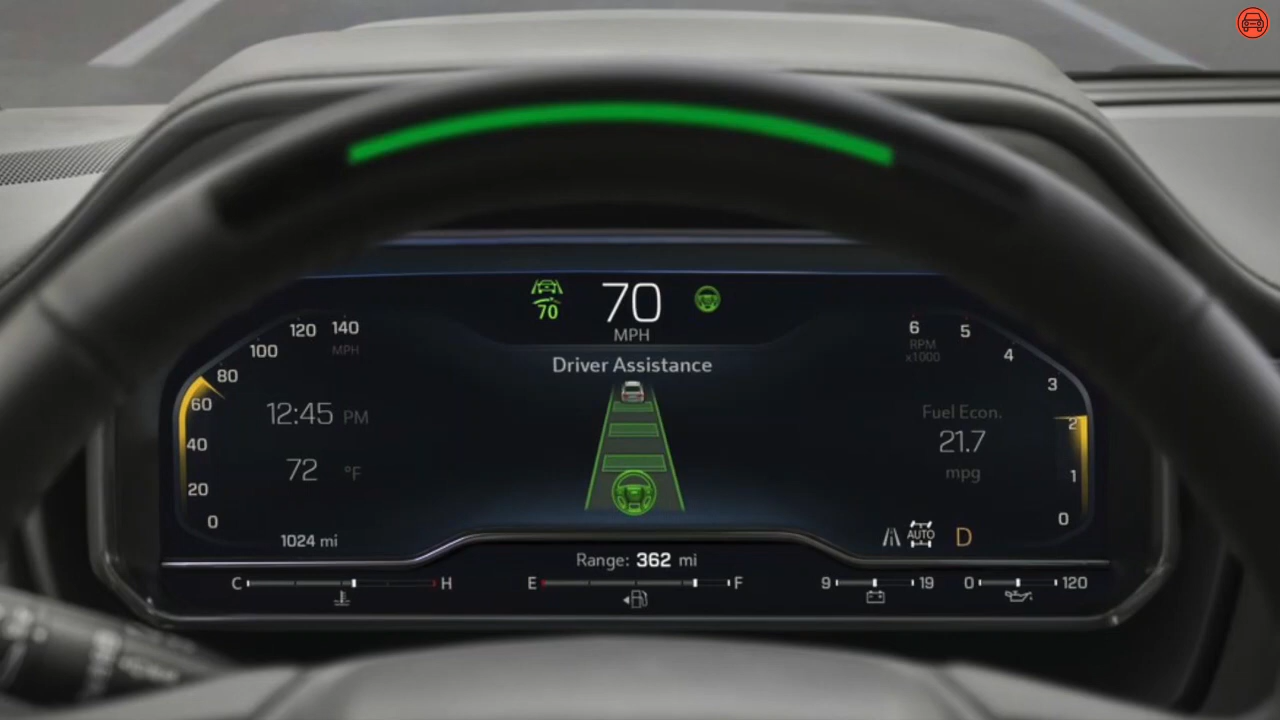 70
70
MPH
Driver Assistance
120 140
MPH
100
80
60
40
20
0
12:45 PM
72 °F
1024 mi
6 5
RPM
x1000
4
3
2
1
0
Fuel Econ.
21.7
mpg
AUTO D
Range: 362 mi
C H E F 9 19 0 120